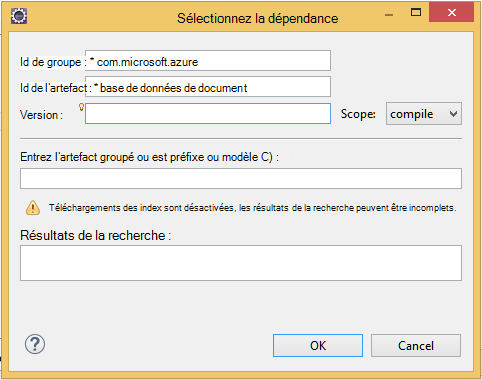 Sélectionnez la dépendance
Id de groupe : * com.microsoft.azure
Id de l'artefact : * base de données de document
Version : Scope: compile
Entrez l'artefact groupé ou est préfixe ou modèle C) :
Téléchargements des index sont désactivées, les résultats de la recherche peuvent être incomplets.
Résultats de la recherche :
? OK Cancel